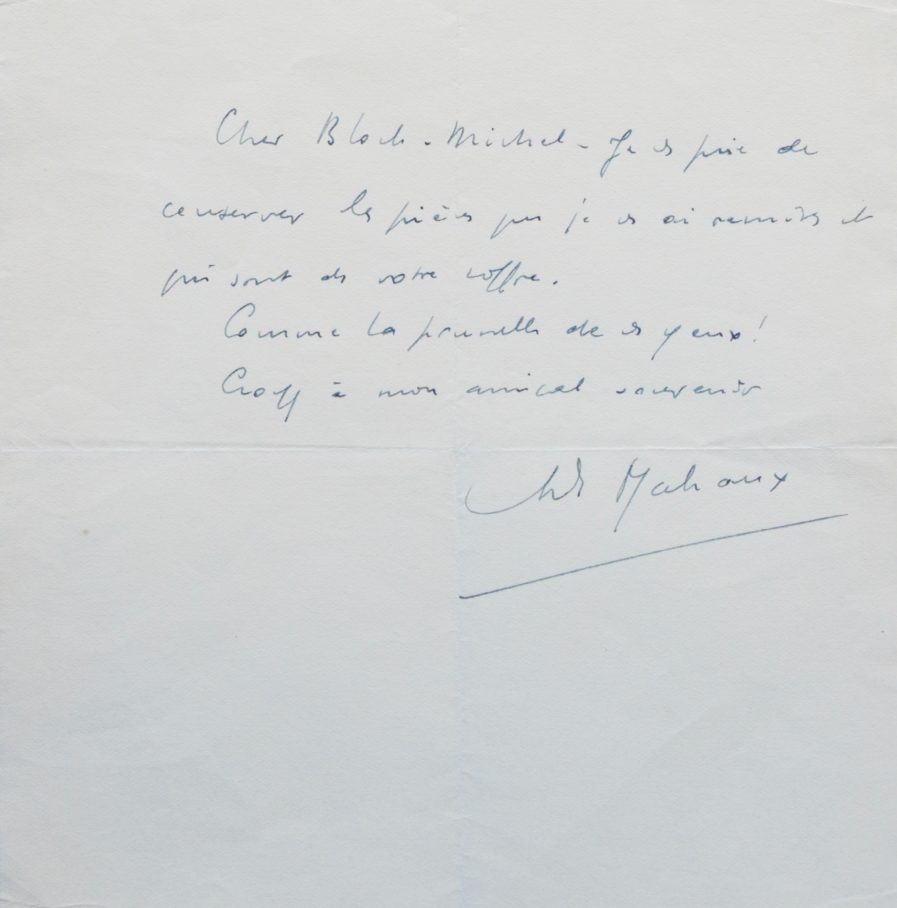 Cher Bloch-Michel - Je vs prie de
conserver les pièces que je vs ai remises et
qui sont ds votre coffre.
Comme la prunelle de vs yeux!
Croyez à mon amical souvenir
André Malraux